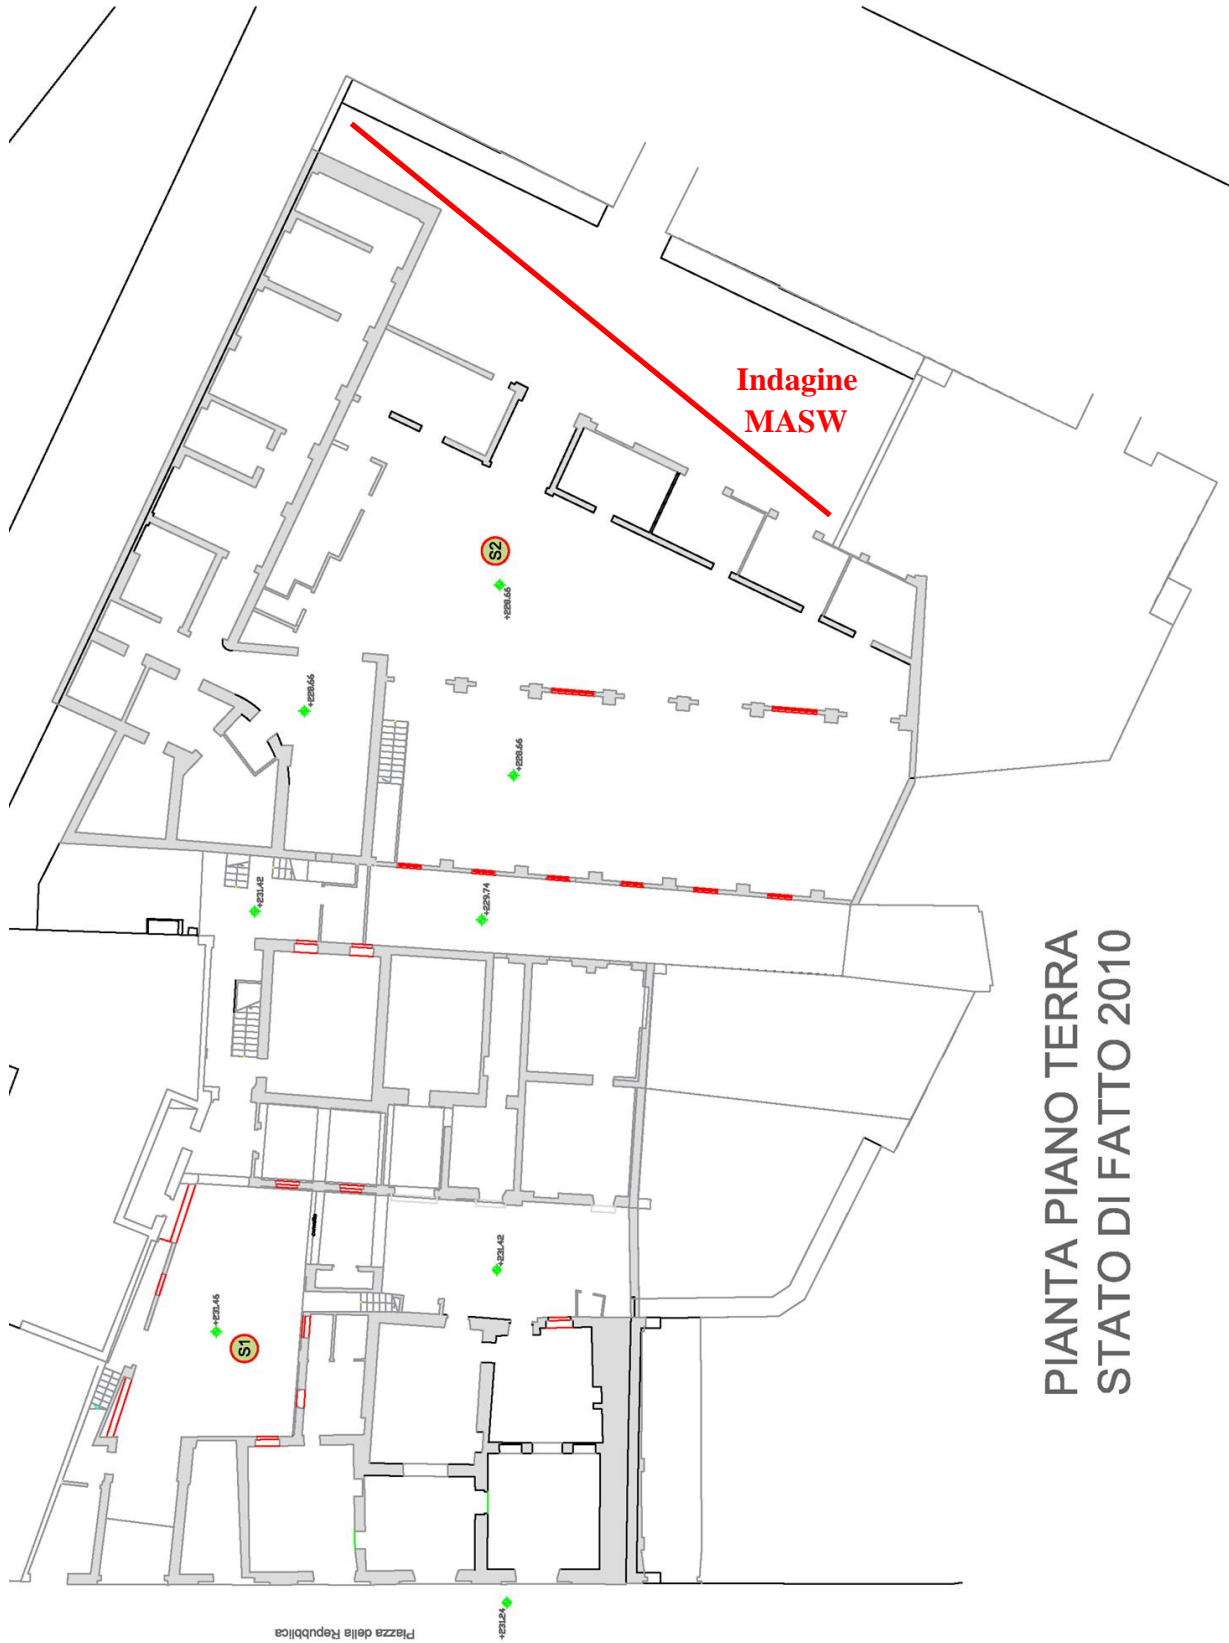 Indagine
MASW
S2
+228.66
+228.66
+228.66
+231.42
+229.74
+231.42
+231.46
S1
+231.24
Piazza della Repubblica
PIANTA PIANO TERRA
STATO DI FATTO 2010